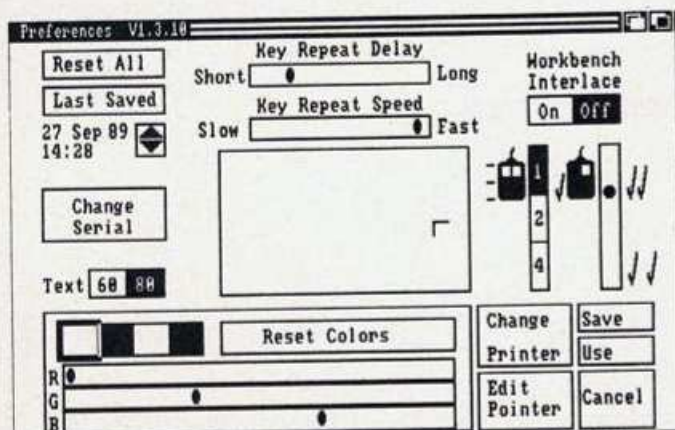 Preferences V1.3.10
Reset All
Last Saved
27 Sep 89
14:28
Change
Serial
Text 60 80
Key Repeat Delay
Short Long
Key Repeat Speed
Slow Fast
Workbench
Interlace
On Off
1
2
4
Reset Colors
R
G
B
Change
Printer
Edit
Pointer
Save
Use
Cancel